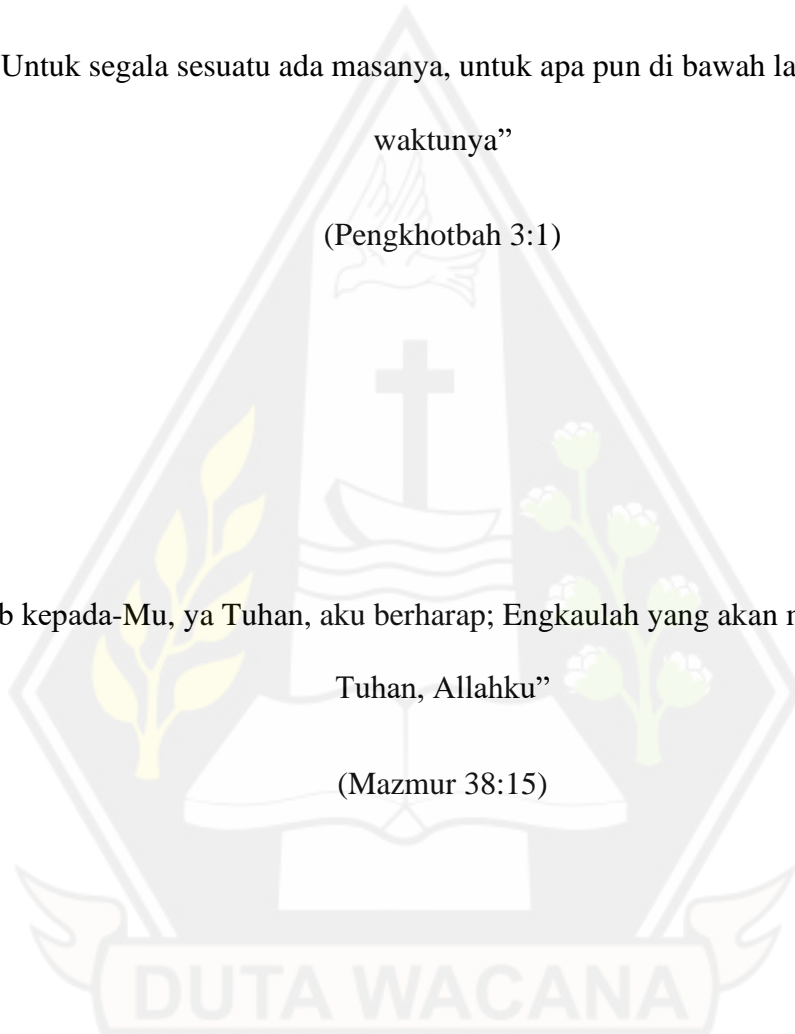 Untuk segala sesuatu ada masanya, untuk apa pun di bawah la
waktunya”
(Pengkhotbah 3:1)
b kepada-Mu, ya Tuhan, aku berharap; Engkaulah yang akan
Tuhan, Allahku”
(Mazmur 38:15)
DUTA WACANA